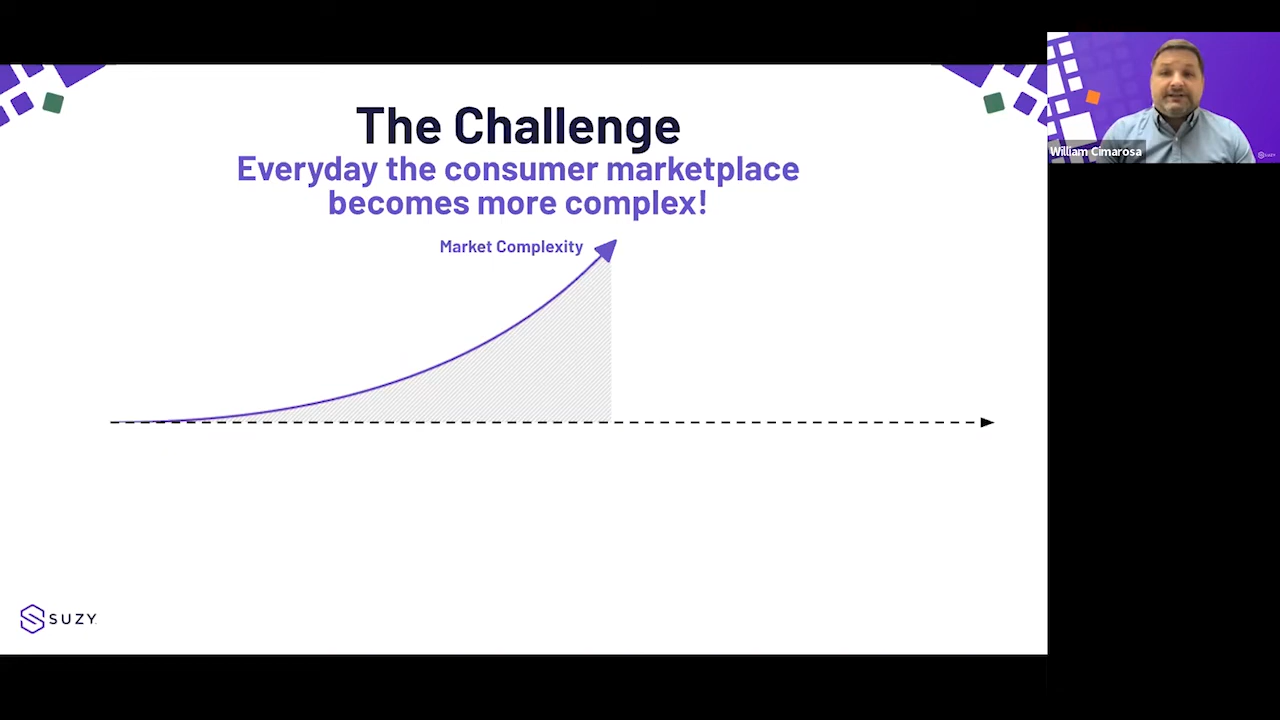 The Challenge
Everyday the consumer marketplace
becomes more complex!
Market Complexity
William Cimarosa
SUZY